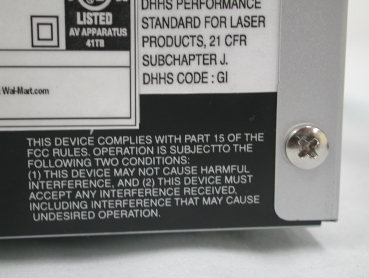 LISTED
AV APPARATUS
41TB
DHHS PERFORMANCE
STANDARD FOR LASER
PRODUCTS, 21 CFR
SUBCHAPTER J.
DHHS CODE : GI
Wal-Mart.com
THIS DEVICE COMPLIES WITH PART 15 OF THE
FCC RULES. OPERATION IS SUBJECTTO THE
FOLLOWING TWO CONDITIONS:
(1) THIS DEVICE MAY NOT CAUSE HARMFUL
INTERFERENCE, AND (2) THIS DEVICE MUST
ACCEPT ANY INTERFERENCE RECEIVED,
INCLUDING INTERFERENCE THAT MAY CAUSE
UNDESIRED OPERATION.